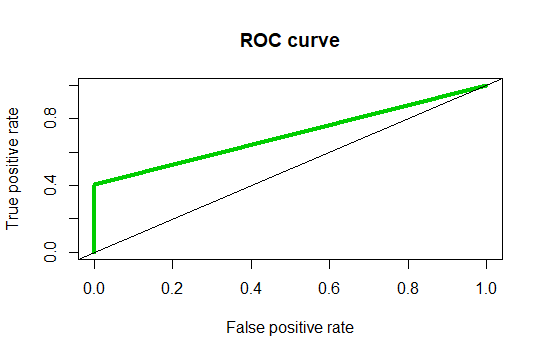 ROC curve
True positive rate
0.8
0.4
0.0
0.0 0.2 0.4 0.6 0.8 1.0
False positive rate